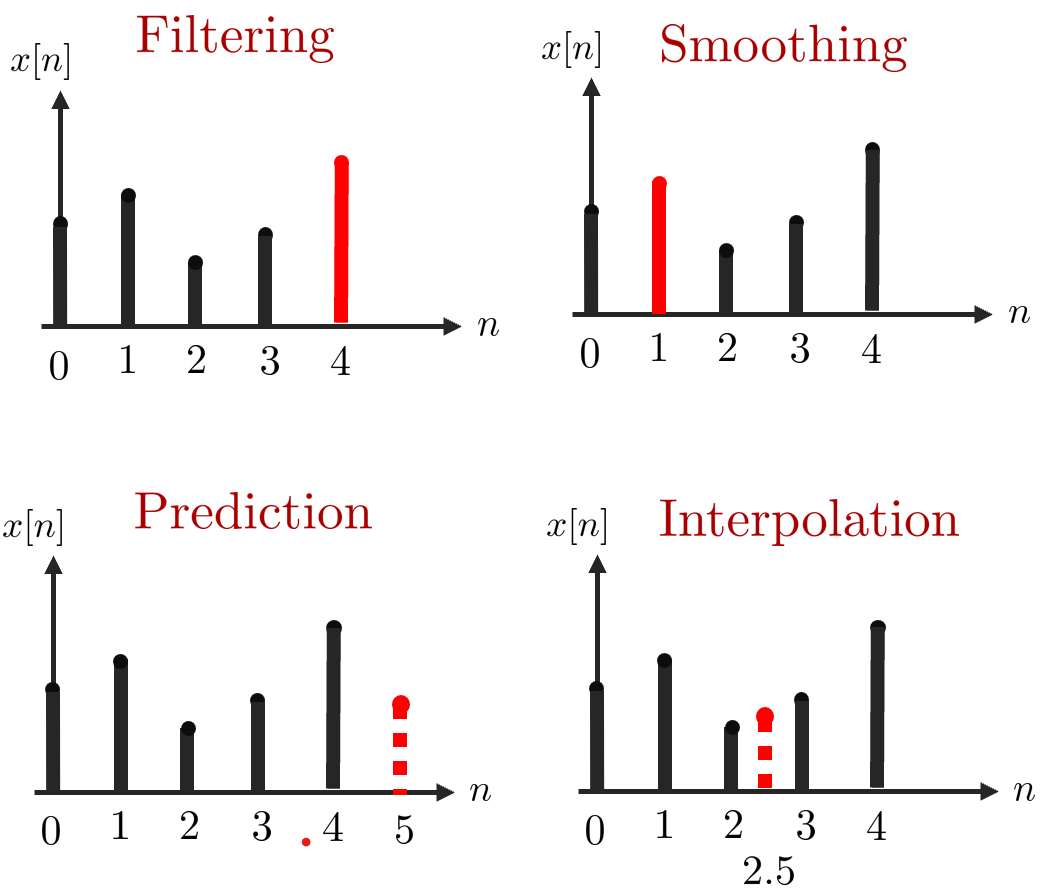 Filtering
x[n]
n
0 1 2 3 4
Smoothing
x[n]
n
0 1 2 3 4
Prediction
x[n]
n
0 1 2 3 4 5
Interpolation
x[n]
n
0 1 2 3 4
2.5